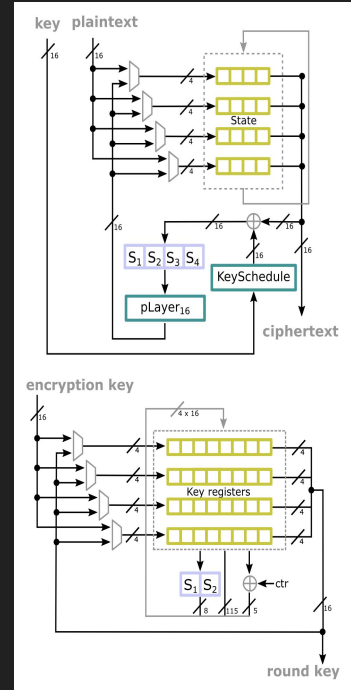 key plaintext
16
16
4
4
State
4
4
16
16
16
16
16
S1 S2 S3 S4
KeySchedule
pLayer16
ciphertext
encryption key
16
4 x 16
4
4
4
4
Key registers
4
4
4
4
S1 S2
ctr
8
115
5
16
round key